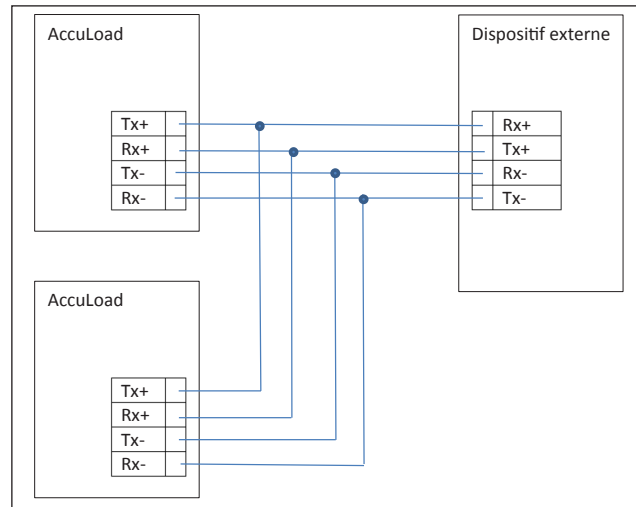 AccuLoad
Tx+
Rx+
Tx-
Rx-
Dispositif externe
Rx+
Tx+
Rx-
Tx-
AccuLoad
Tx+
Rx+
Tx-
Rx-